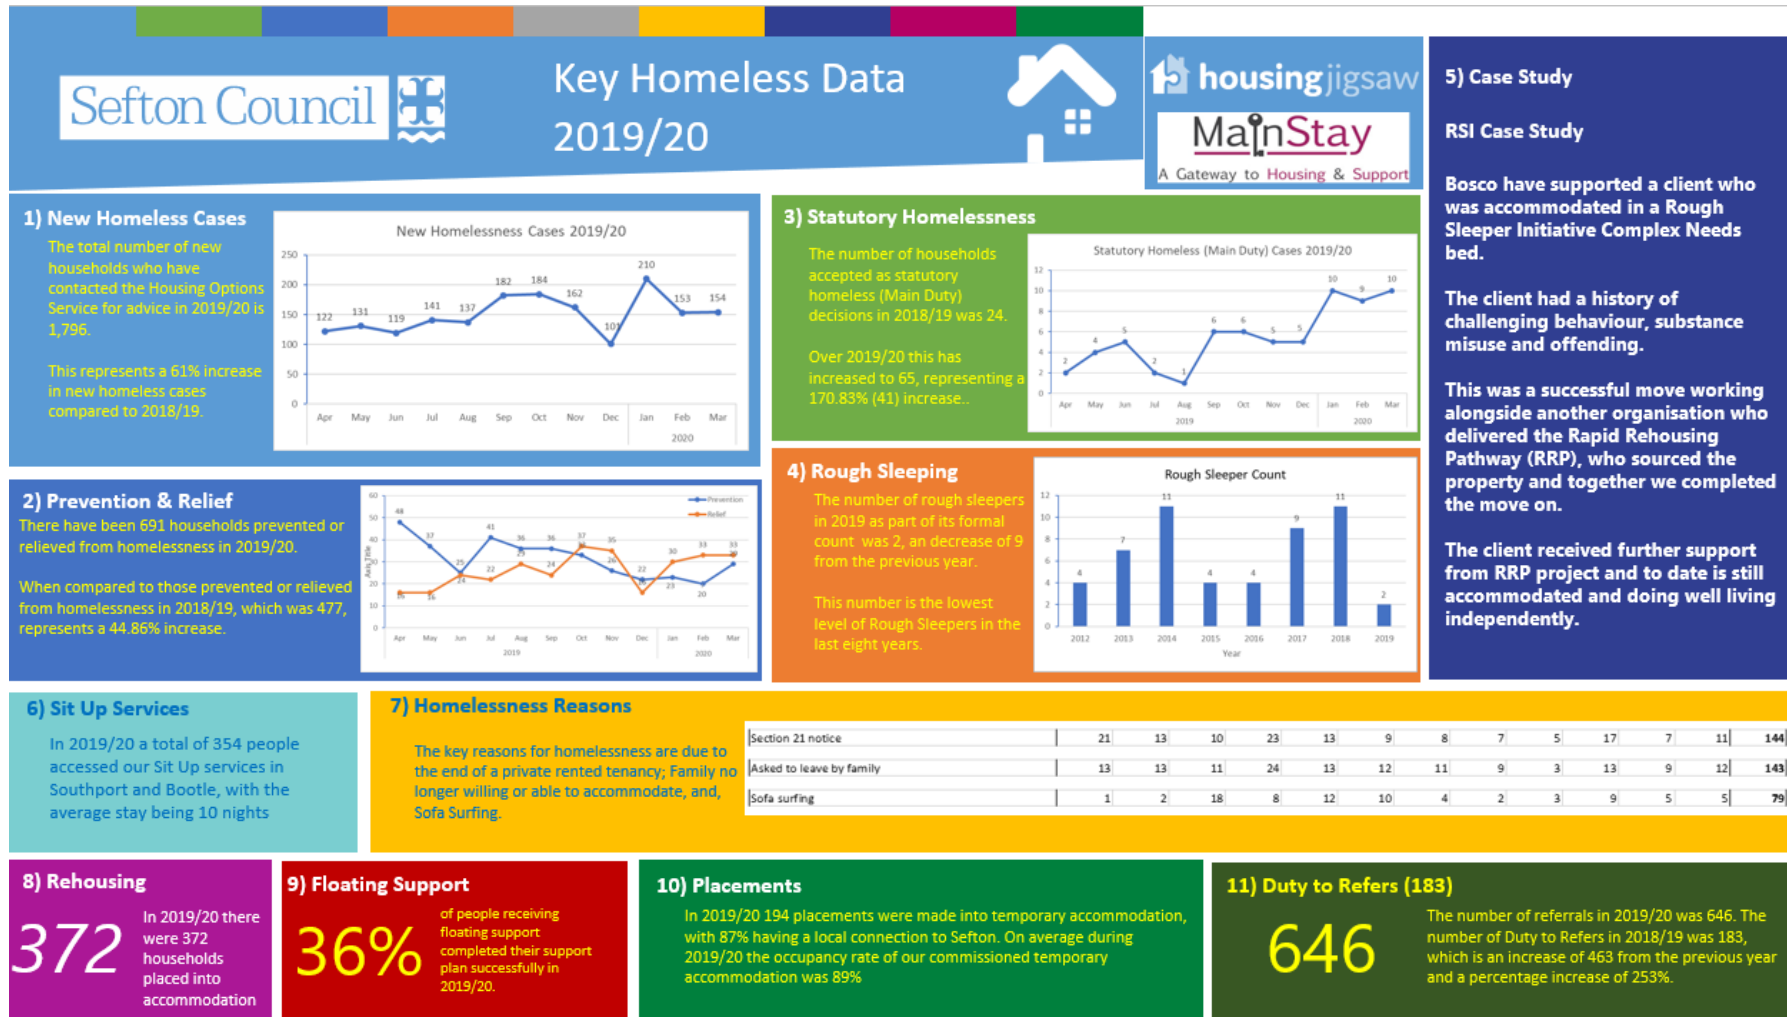 Sefton Council
Key Homeless Data
2019/20
housingjigsaw
MainStay
A Gateway to Housing & Support
1) New Homeless Cases
The total number of new
households who have
contacted the Housing Options
Service for advice in 2019/20 is
1,796.
This represents a 61% increase
in new homeless cases
compared to 2018/19.
New Homelessness Cases 2019/20
250
200
150
100
50
0
122 131 119 141 137 182 184 162 101 210 153 154
Apr May Jun Jul Aug Sep Oct Nov Dec Jan Feb Mar
2020
2) Prevention & Relief
There have been 691 households prevented or
relieved from homelessness in 2019/20.
When compared to those prevented or relieved
from homelessness in 2018/19, which was 477,
represents a 44.86% increase.
Prevention
Relief
Axis Title
60
50
40
30
20
10
0
48 37 25 41 36 36 37 26 22 23 20
16 16 24 22 29 24 35 30 33 33
Apr May Jun Jul Aug Sep Oct Nov Dec Jan Feb Mar
2019 2020
3) Statutory Homelessness
The number of households
accepted as statutory
homeless (Main Duty)
decisions in 2018/19 was 24.
Over 2019/20 this has
increased to 65, representing a
170.83% (41) increase..
Statutory Homeless (Main Duty) Cases 2019/20
12
10
8
6
4
2
0
2 4 5 2 1 6 6 5 5 10 9 10
Apr May Jun Jul Aug Sep Oct Nov Dec Jan Feb Mar
2019 2020
4) Rough Sleeping
The number of rough sleepers
in 2019 as part of its formal
count was 2, an decrease of 9
from the previous year.
This number is the lowest
level of Rough Sleepers in the
last eight years.
Rough Sleeper Count
12
10
8
6
4
2
0
4 7 11 4 4 9 11 2
2012 2013 2014 2015 2016 2017 2018 2019
Year
5) Case Study
RSI Case Study
Bosco have supported a client who
was accommodated in a Rough
Sleeper Initiative Complex Needs
bed.
The client had a history of
challenging behaviour, substance
misuse and offending.
This was a successful move working
alongside another organisation who
delivered the Rapid Rehousing
Pathway (RRP), who sourced the
property and together we completed
the move on.
The client received further support
from RRP project and to date is still
accommodated and doing well living
independently.
6) Sit Up Services
In 2019/20 a total of 354 people
accessed our Sit Up services in
Southport and Bootle, with the
average stay being 10 nights
7) Homelessness Reasons
The key reasons for homelessness are due to
the end of a private rented tenancy; Family no
longer willing or able to accommodate, and,
Sofa Surfing.
Section 21 notice 21 13 10 23 13 9 8 7 5 17 7 11 144
Asked to leave by family 13 13 11 24 13 12 11 9 3 13 9 12 143
Sofa surfing 1 2 18 8 12 10 4 2 3 9 5 5 79
8) Rehousing
372
In 2019/20 there
were 372
households
placed into
accommodation
9) Floating Support
36%
of people receiving
floating support
completed their support
plan successfully in
2019/20.
10) Placements
In 2019/20 194 placements were made into temporary accommodation,
with 87% having a local connection to Sefton. On average during
2019/20 the occupancy rate of our commissioned temporary
accommodation was 89%
11) Duty to Refers (183)
646
The number of referrals in 2019/20 was 646. The
number of Duty to Refers in 2018/19 was 183,
which is an increase of 463 from the previous year
and a percentage increase of 253%.